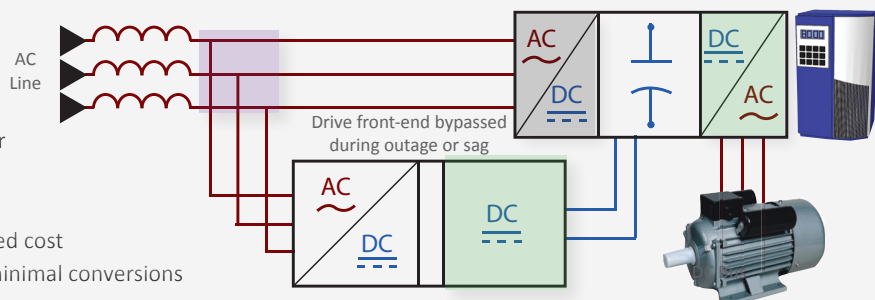 AC
Line
AC
DC
DC
AC
Drive front-end bypassed
during outage or sag
AC
DC
DC
r
ed cost
minimal conversions